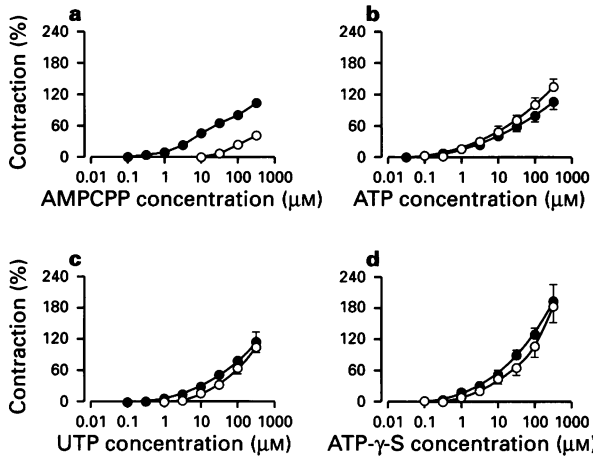 a
240
180
120
60
0
Contraction (%)
0.01 0.1 1 10 100 1000
AMPCPP concentration (μM)
b
240
180
120
60
0
0.01 0.1 1 10 100 1000
ATP concentration (μM)
c
240
180
120
60
0
Contraction (%)
0.01 0.1 1 10 100 1000
UTP concentration (μM)
d
240
180
120
60
0
0.01 0.1 1 10 100 1000
ATP-γ-S concentration (μM)